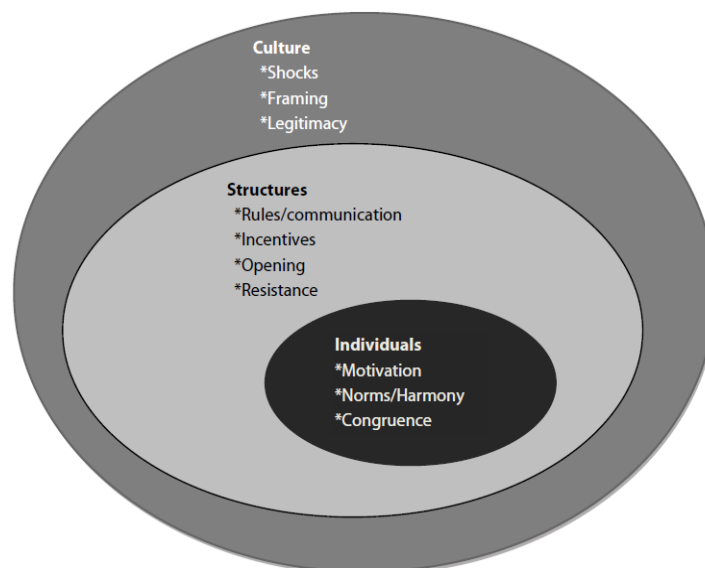 Culture
*Shocks
*Framing
*Legitimacy
Structures
*Rules/communication
*Incentives
*Opening
*Resistance
Individuals
*Motivation
*Norms/Harmony
*Congruence